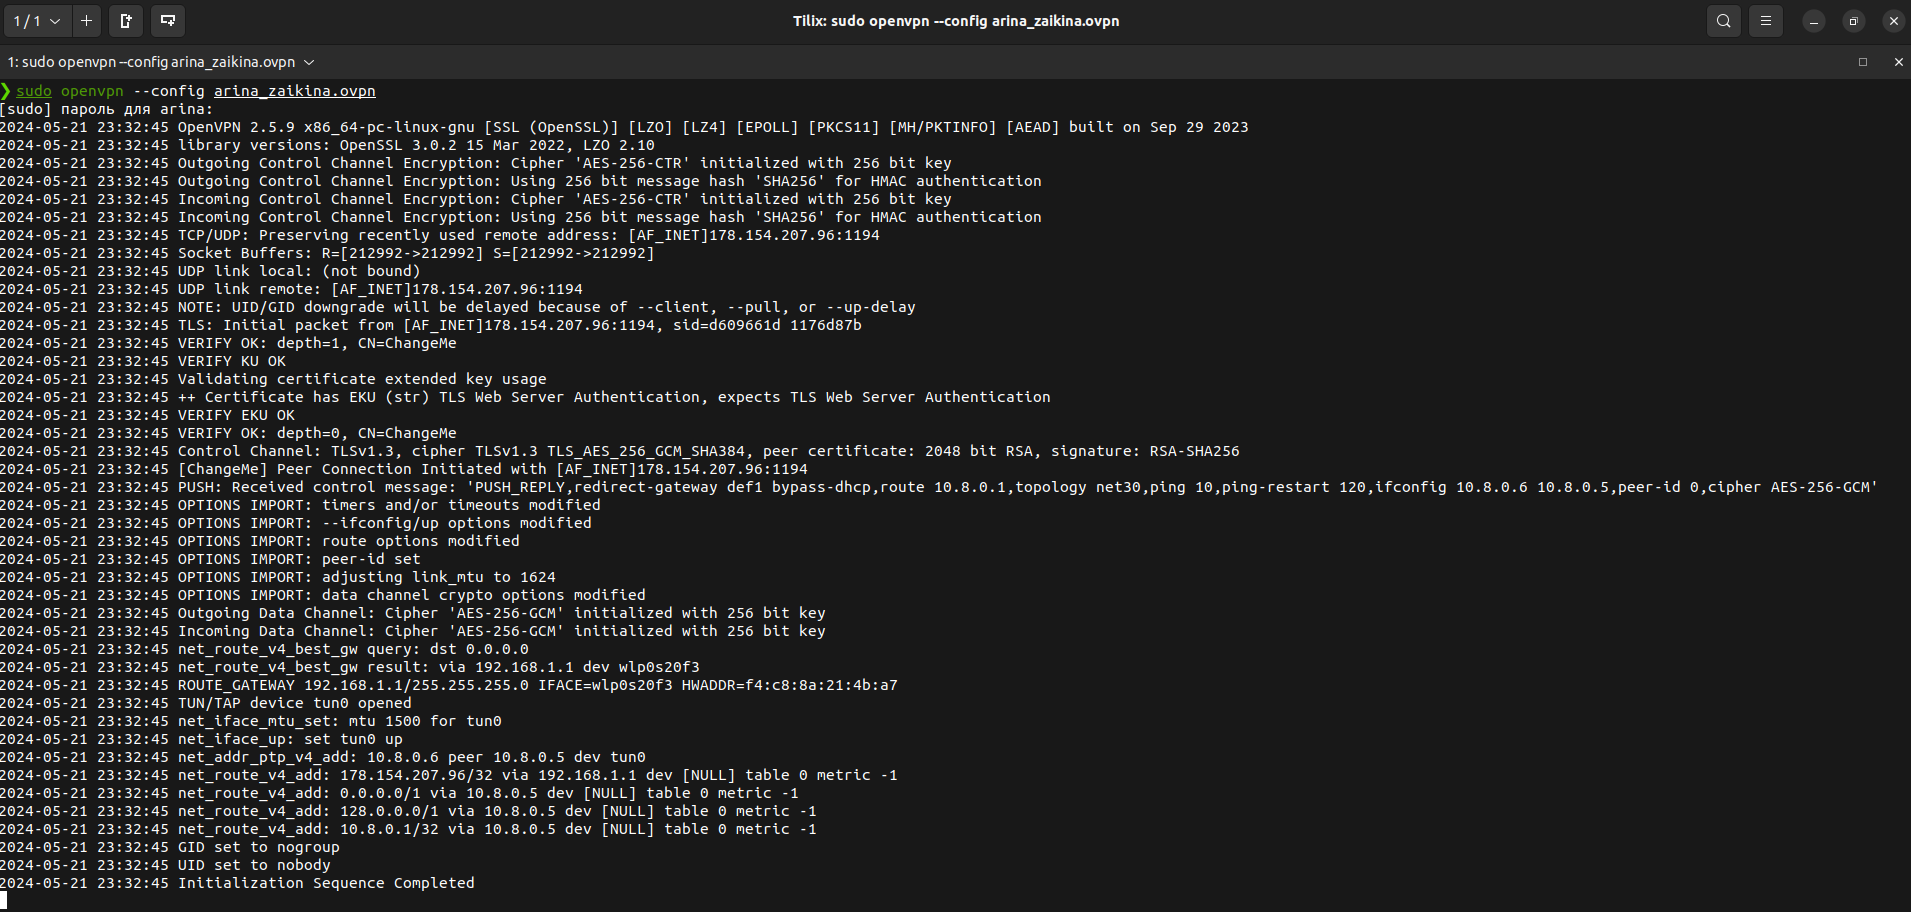 1 / 1
Tilix: sudo openvpn --config arina_zaikina.ovpn
1: sudo openvpn --config arina_zaikina.ovpn
❯ sudo openvpn --config arina_zaikina.ovpn
[sudo] пароль для arina:
2024-05-21 23:32:45 OpenVPN 2.5.9 x86_64-pc-linux-gnu [SSL (OpenSSL)] [LZO] [LZ4] [EPOLL] [PKCS11] [MH/PKTINFO] [AEAD] built on Sep 29 2023
2024-05-21 23:32:45 library versions: OpenSSL 3.0.2 15 Mar 2022, LZO 2.10
2024-05-21 23:32:45 Outgoing Control Channel Encryption: Cipher 'AES-256-CTR' initialized with 256 bit key
2024-05-21 23:32:45 Outgoing Control Channel Encryption: Using 256 bit message hash 'SHA256' for HMAC authentication
2024-05-21 23:32:45 Incoming Control Channel Encryption: Cipher 'AES-256-CTR' initialized with 256 bit key
2024-05-21 23:32:45 Incoming Control Channel Encryption: Using 256 bit message hash 'SHA256' for HMAC authentication
2024-05-21 23:32:45 TCP/UDP: Preserving recently used remote address: [AF_INET]178.154.207.96:1194
2024-05-21 23:32:45 Socket Buffers: R=[212992->212992] S=[212992->212992]
2024-05-21 23:32:45 UDP link local: (not bound)
2024-05-21 23:32:45 UDP link remote: [AF_INET]178.154.207.96:1194
2024-05-21 23:32:45 NOTE: UID/GID downgrade will be delayed because of --client, --pull, or --up-delay
2024-05-21 23:32:45 TLS: Initial packet from [AF_INET]178.154.207.96:1194, sid=d609661d 1176d87b
2024-05-21 23:32:45 VERIFY OK: depth=1, CN=ChangeMe
2024-05-21 23:32:45 VERIFY KU OK
2024-05-21 23:32:45 Validating certificate extended key usage
2024-05-21 23:32:45 ++ Certificate has EKU (str) TLS Web Server Authentication, expects TLS Web Server Authentication
2024-05-21 23:32:45 VERIFY EKU OK
2024-05-21 23:32:45 VERIFY OK: depth=0, CN=ChangeMe
2024-05-21 23:32:45 Control Channel: TLSv1.3, cipher TLSv1.3 TLS_AES_256_GCM_SHA384, peer certificate: 2048 bit RSA, signature: RSA-SHA256
2024-05-21 23:32:45 [ChangeMe] Peer Connection Initiated with [AF_INET]178.154.207.96:1194
2024-05-21 23:32:45 PUSH: Received control message: 'PUSH_REPLY,redirect-gateway def1 bypass-dhcp,route 10.8.0.1,topology net30,ping 10,ping-restart 120,ifconfig 10.8.0.6 10.8.0.5,peer-id 0,cipher AES-256-GCM'
2024-05-21 23:32:45 OPTIONS IMPORT: timers and/or timeouts modified
2024-05-21 23:32:45 OPTIONS IMPORT: --ifconfig/up options modified
2024-05-21 23:32:45 OPTIONS IMPORT: route options modified
2024-05-21 23:32:45 OPTIONS IMPORT: peer-id set
2024-05-21 23:32:45 OPTIONS IMPORT: adjusting link_mtu to 1624
2024-05-21 23:32:45 OPTIONS IMPORT: data channel crypto options modified
2024-05-21 23:32:45 Outgoing Data Channel: Cipher 'AES-256-GCM' initialized with 256 bit key
2024-05-21 23:32:45 Incoming Data Channel: Cipher 'AES-256-GCM' initialized with 256 bit key
2024-05-21 23:32:45 net_route_v4_best_gw query: dst 0.0.0.0
2024-05-21 23:32:45 net_route_v4_best_gw result: via 192.168.1.1 dev wlp0s20f3
2024-05-21 23:32:45 ROUTE_GATEWAY 192.168.1.1/255.255.255.0 IFACE=wlp0s20f3 HWADDR=f4:c8:8a:21:4b:a7
2024-05-21 23:32:45 TUN/TAP device tun0 opened
2024-05-21 23:32:45 net_iface_mtu_set: mtu 1500 for tun0
2024-05-21 23:32:45 net_iface_up: set tun0 up
2024-05-21 23:32:45 net_addr_ptp_v4_add: 10.8.0.6 peer 10.8.0.5 dev tun0
2024-05-21 23:32:45 net_route_v4_add: 178.154.207.96/32 via 192.168.1.1 dev [NULL] table 0 metric -1
2024-05-21 23:32:45 net_route_v4_add: 0.0.0.0/1 via 10.8.0.5 dev [NULL] table 0 metric -1
2024-05-21 23:32:45 net_route_v4_add: 128.0.0.0/1 via 10.8.0.5 dev [NULL] table 0 metric -1
2024-05-21 23:32:45 net_route_v4_add: 10.8.0.1/32 via 10.8.0.5 dev [NULL] table 0 metric -1
2024-05-21 23:32:45 GID set to nogroup
2024-05-21 23:32:45 UID set to nobody
2024-05-21 23:32:45 Initialization Sequence Completed